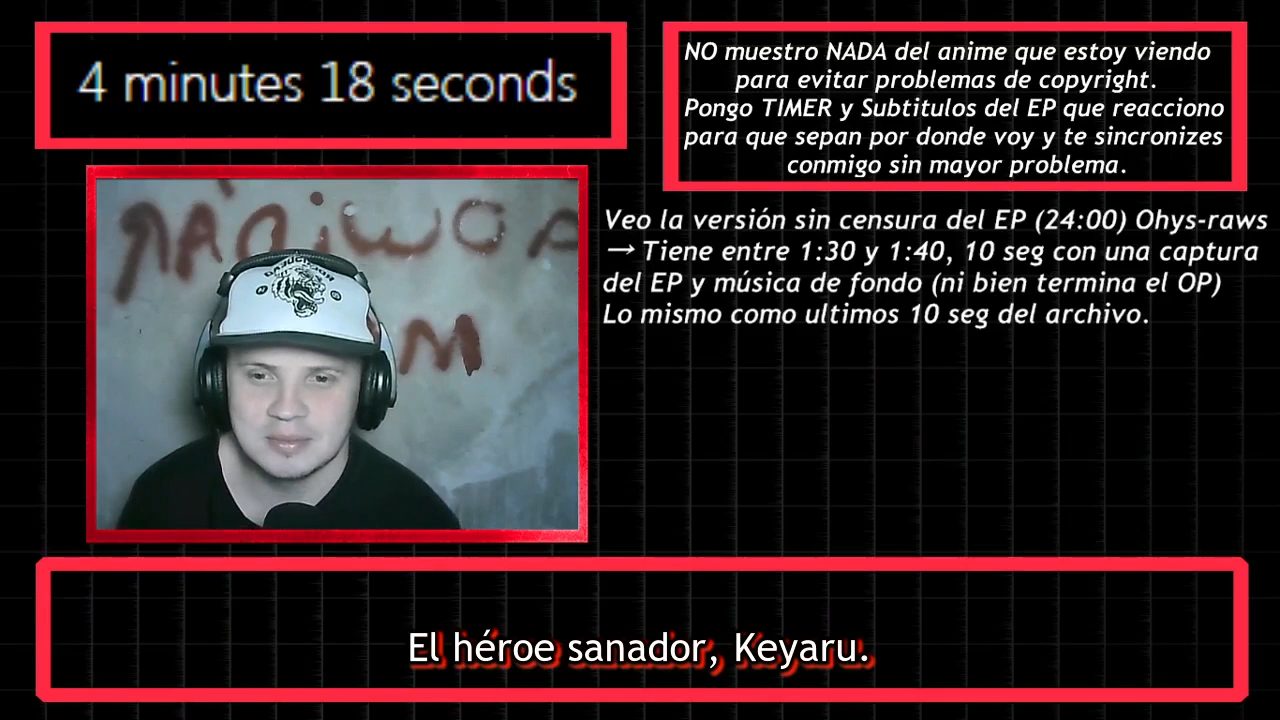 4 minutes 18 seconds
NO muestro NADA del anime que estoy viendo
para evitar problemas de copyright.
Pongo TIMER y Subtitulos del EP que reacciono
para que sepan por donde voy y te sincronizes
conmigo sin mayor problema.
Veo la versión sin censura del EP (24:00) Ohys-raws
→ Tiene entre 1:30 y 1:40, 10 seg con una captura
del EP y música de fondo (ni bien termina el OP)
Lo mismo como ultimos 10 seg del archivo.
El héroe sanador, Keyaru.